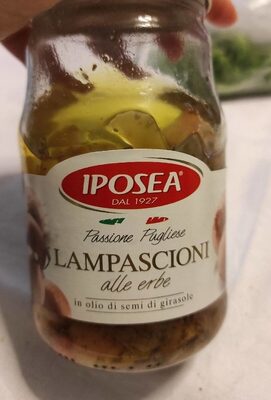 IPOSEA
DAL 1927
Passione Pugliese
LAMPASCIONI
alle erbe
in olio di semi di girasole